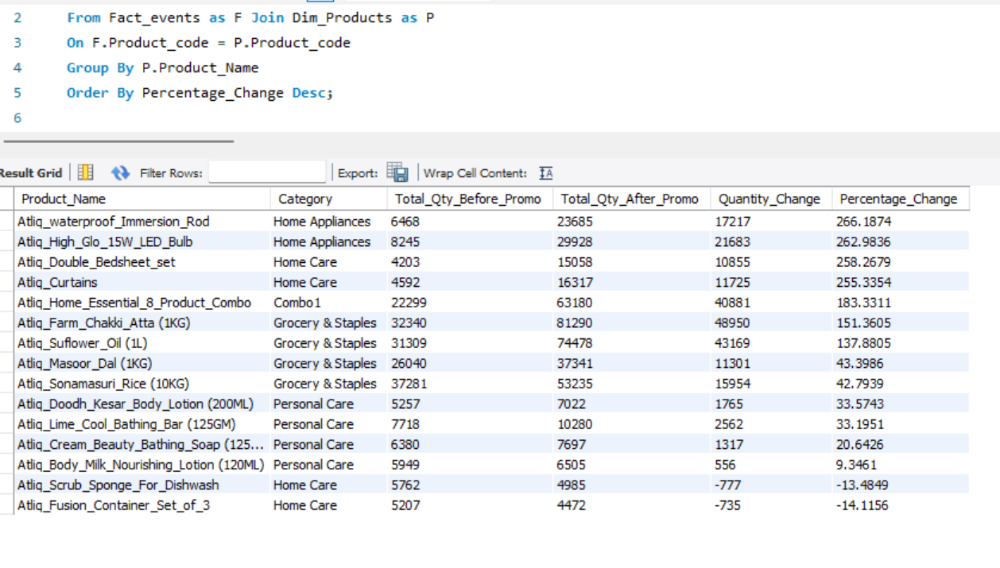 2 From Fact_events as F Join Dim_Products as P
3 On F.Product_code = P.Product_code
4 Group By P.Product_Name
5 Order By Percentage_Change Desc;
6
Result Grid Filter Rows: Export: Wrap Cell Content: IA
Product_Name Category Total_Qty_Before_Promo Total_Qty_After_Promo Quantity_Change Percentage_Change
Atliq_waterproof_Immersion_Rod Home Appliances 6468 23685 17217 266.1874
Atliq_High_Glo_15W_LED_Bulb Home Appliances 8245 29928 21683 262.9836
Atliq_Double_Bedsheet_set Home Care 4203 15058 10855 258.2679
Atliq_Curtains Home Care 4592 16317 11725 255.3354
Atliq_Home_Essential_8_Product_Combo Combo1 22299 63180 40881 183.3311
Atliq_Farm_Chakki_Atta (1KG) Grocery & Staples 32340 81290 48950 151.3605
Atliq_Suflower_Oil (1L) Grocery & Staples 31309 74478 43169 137.8805
Atliq_Masoor_Dal (1KG) Grocery & Staples 26040 37341 11301 43.3986
Atliq_Sonamasuri_Rice (10KG) Grocery & Staples 37281 53235 15954 42.7939
Atliq_Doodh_Kesar_Body_Lotion (200ML) Personal Care 5257 7022 1765 33.5743
Atliq_Lime_Cool_Bathing_Bar (125GM) Personal Care 7718 10280 2562 33.1951
Atliq_Cream_Beauty_Bathing_Soap (125... Personal Care 6380 7697 1317 20.6426
Atliq_Body_Milk_Nourishing_Lotion (120ML) Personal Care 5949 6505 556 9.3461
Atliq_Scrub_Sponge_For_Dishwash Home Care 5762 4985 -777 -13.4849
Atliq_Fusion_Container_Set_of_3 Home Care 5207 4472 -735 -14.1156